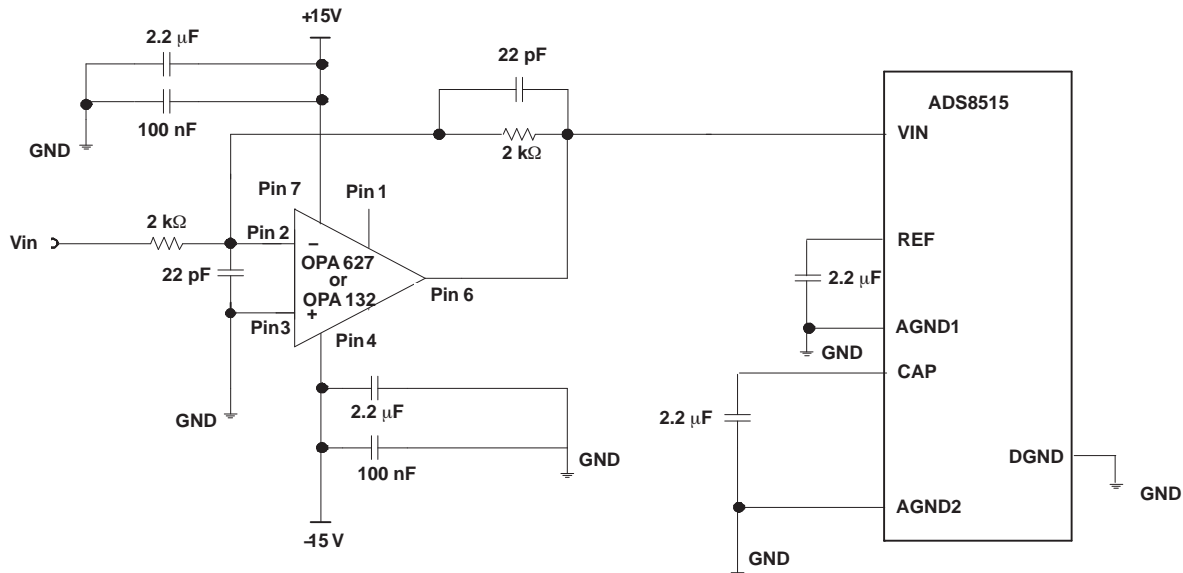 +15V
2.2 μF
22 pF
ADS8515
100 nF
VIN
GND
2 kΩ
Pin 7
Pin 1
2 kΩ
Vin
Pin 2
−
REF
OPA 627
22 pF
or
2.2 μF
Pin 6
OPA 132
+
Pin3
Pin 4
AGND1
GND
CAP
GND
2.2 μF
2.2 μF
GND
100 nF
DGND
GND
AGND2
–15 V
GND